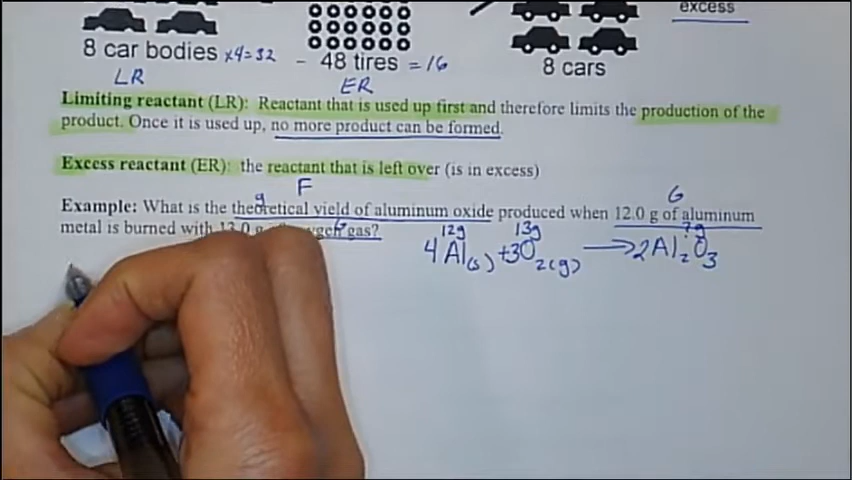 excess
8 car bodies ×4=32 - 48 tires =16 8 cars
LR ER
Limiting reactant (LR): Reactant that is used up first and therefore limits the production of the
product. Once it is used up, no more product can be formed.
Excess reactant (ER): the reactant that is left over (is in excess)
g F G
Example: What is the theoretical yield of aluminum oxide produced when 12.0 g of aluminum
metal is burned with 13.0 g gas?
12g 13g ?g
4Al(s) + 3O2(g) → 2Al2O3